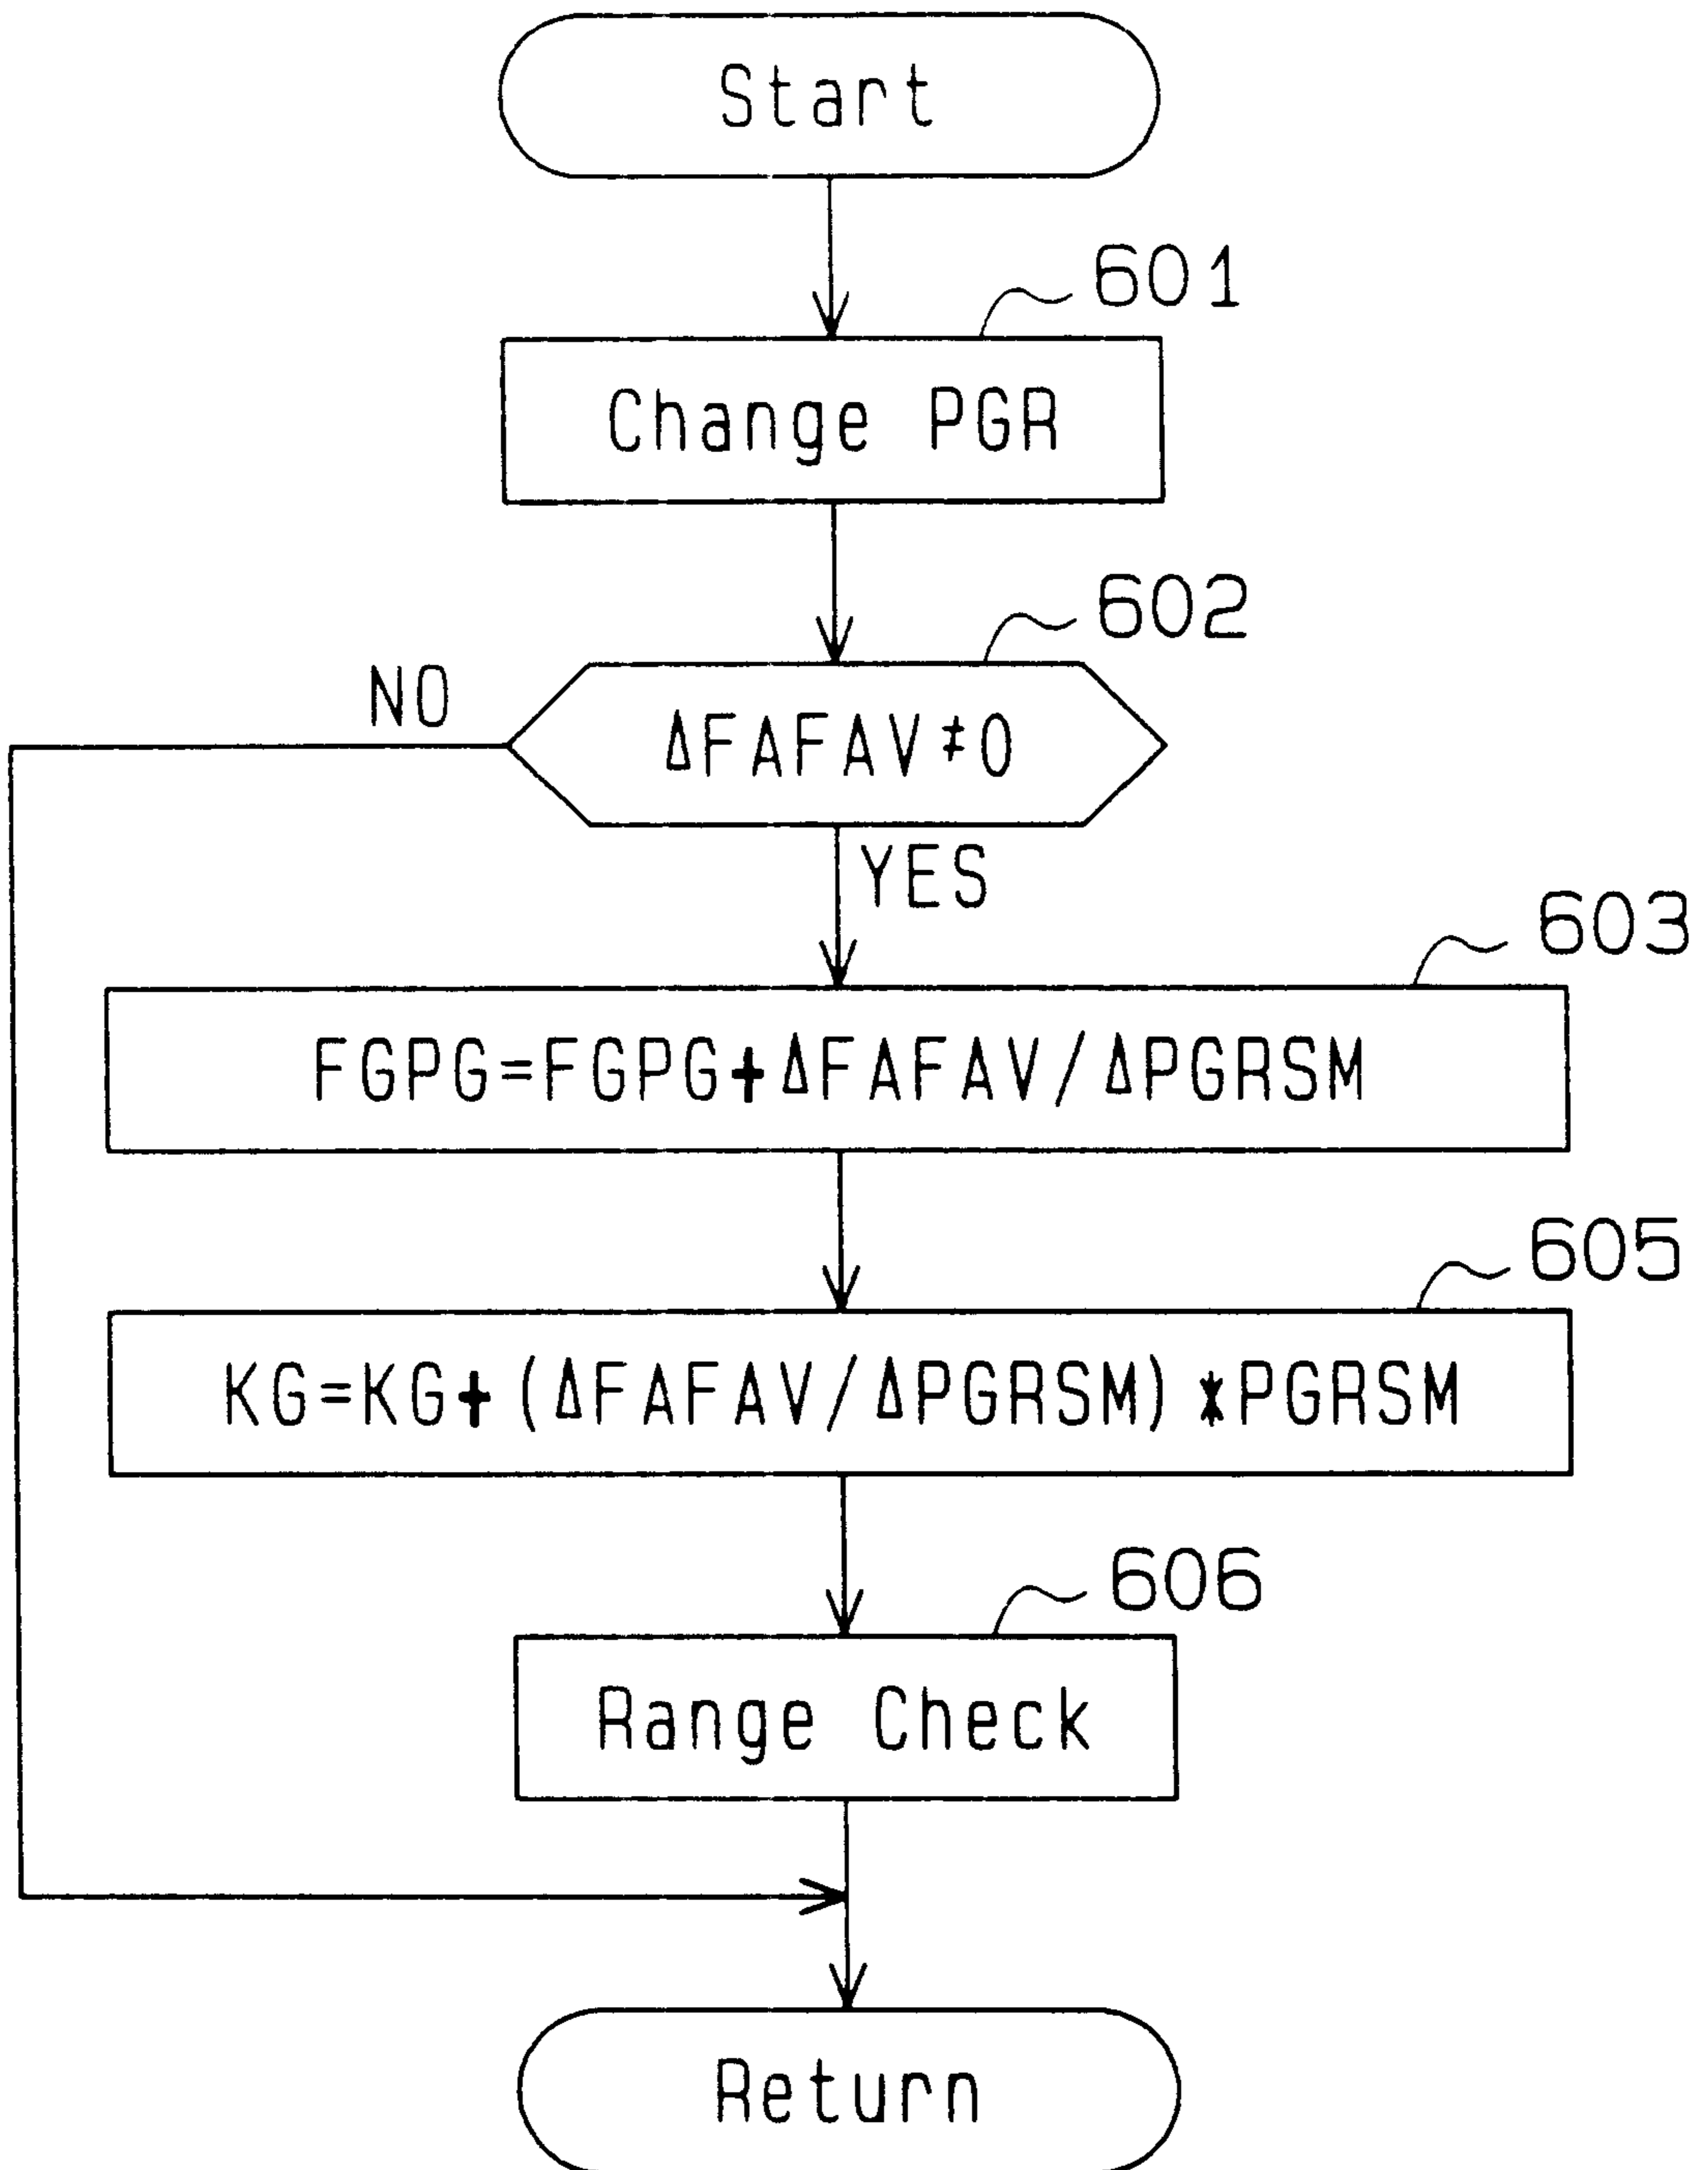 Start
601
Change PGR
602
NO
ΔFAFAV≠0
YES
603
FGPG=FGPG+ΔFAFAV/ΔPGRSM
605
KG=KG+(ΔFAFAV/ΔPGRSM)*PGRSM
606
Range Check
Return